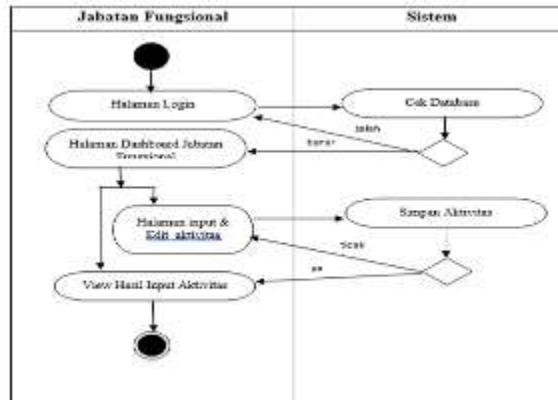 Jabatan Fungsional
Sistem
Halaman Login
Cek Database
Salah
Benar
Halaman Dashboard Jabatan
Fungsional
Halaman input &
Edit aktivitas
Simpan Aktivitas
Tidak
ya
View Hasil Input Aktivitas